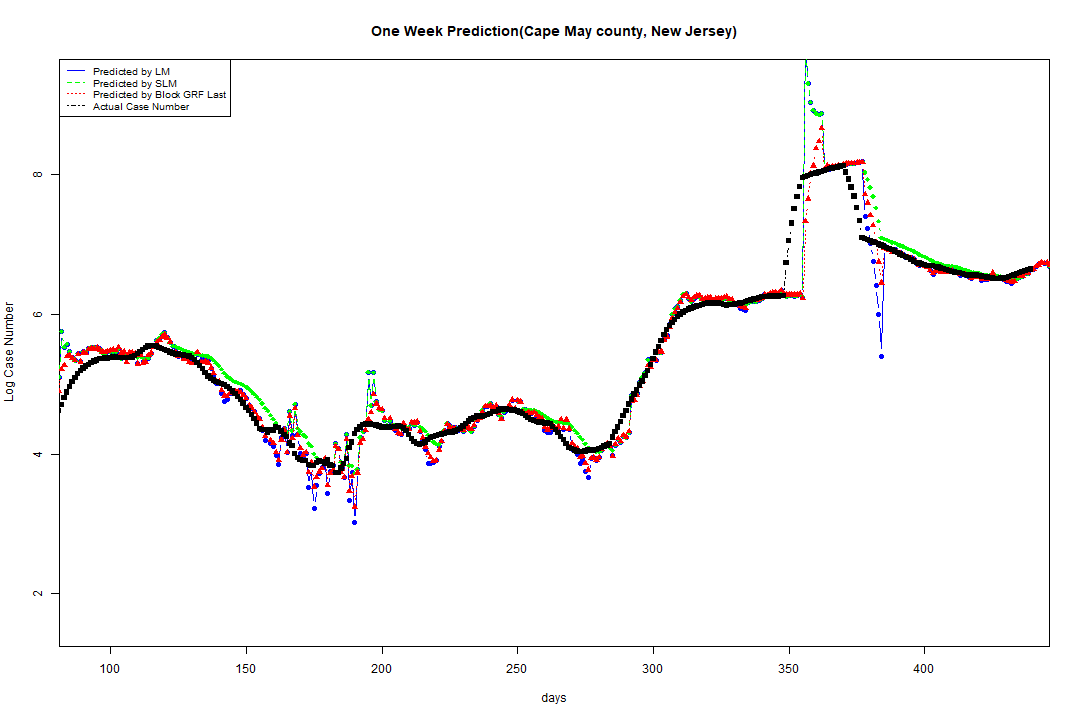 One Week Prediction(Cape May county, New Jersey)
Predicted by LM
Predicted by SLM
Predicted by Block GRF Last
Actual Case Number
Log Case Number
8
6
4
2
100 150 200 250 300 350 400
days